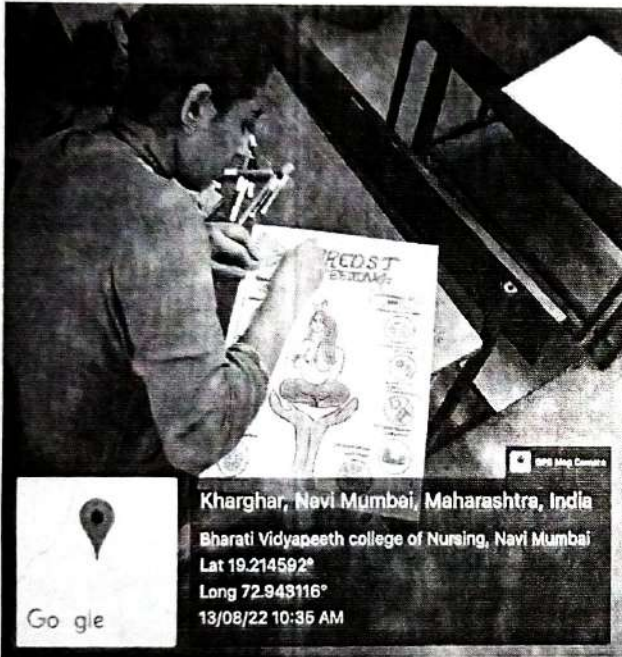 GPS Map Camera
Kharghar, Navi Mumbai, Maharashtra, India
Bharati Vidyapeeth college of Nursing, Navi Mumbai
Lat 19.214592°
Long 72.943116°
13/08/22 10:35 AM
Go gle